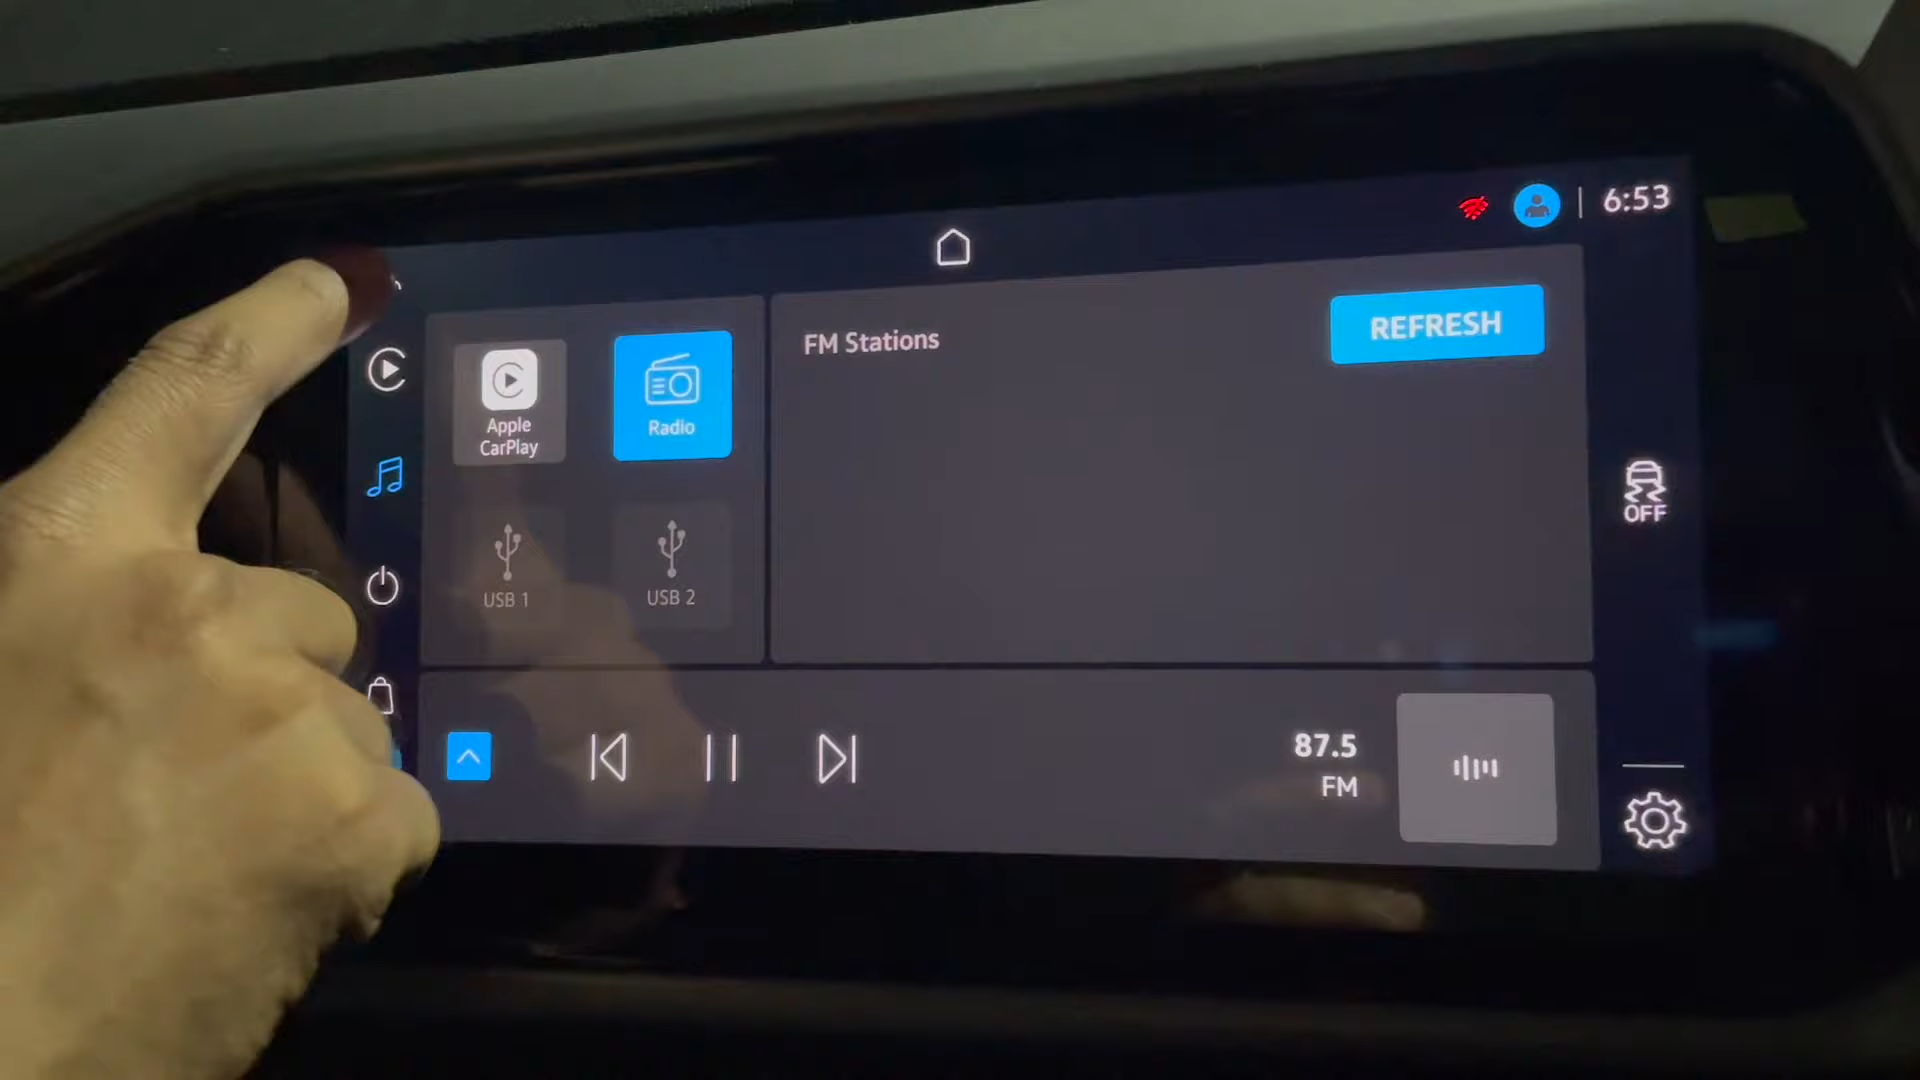 6:53
FM Stations
REFRESH
Apple
CarPlay
Radio
USB 1
USB 2
OFF
87.5
FM